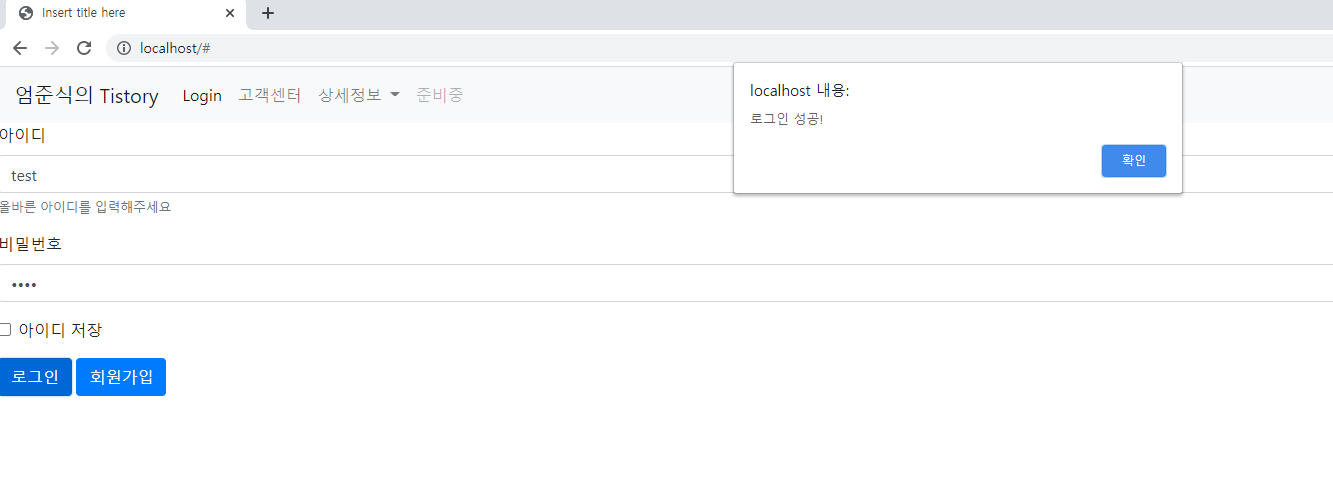 Insert title here
localhost/#
엄준식의 Tistory Login 고객센터 상세정보 준비중
localhost 내용:
로그인 성공!
확인
아이디
test
올바른 아이디를 입력해주세요
비밀번호
••••
아이디 저장
로그인 회원가입